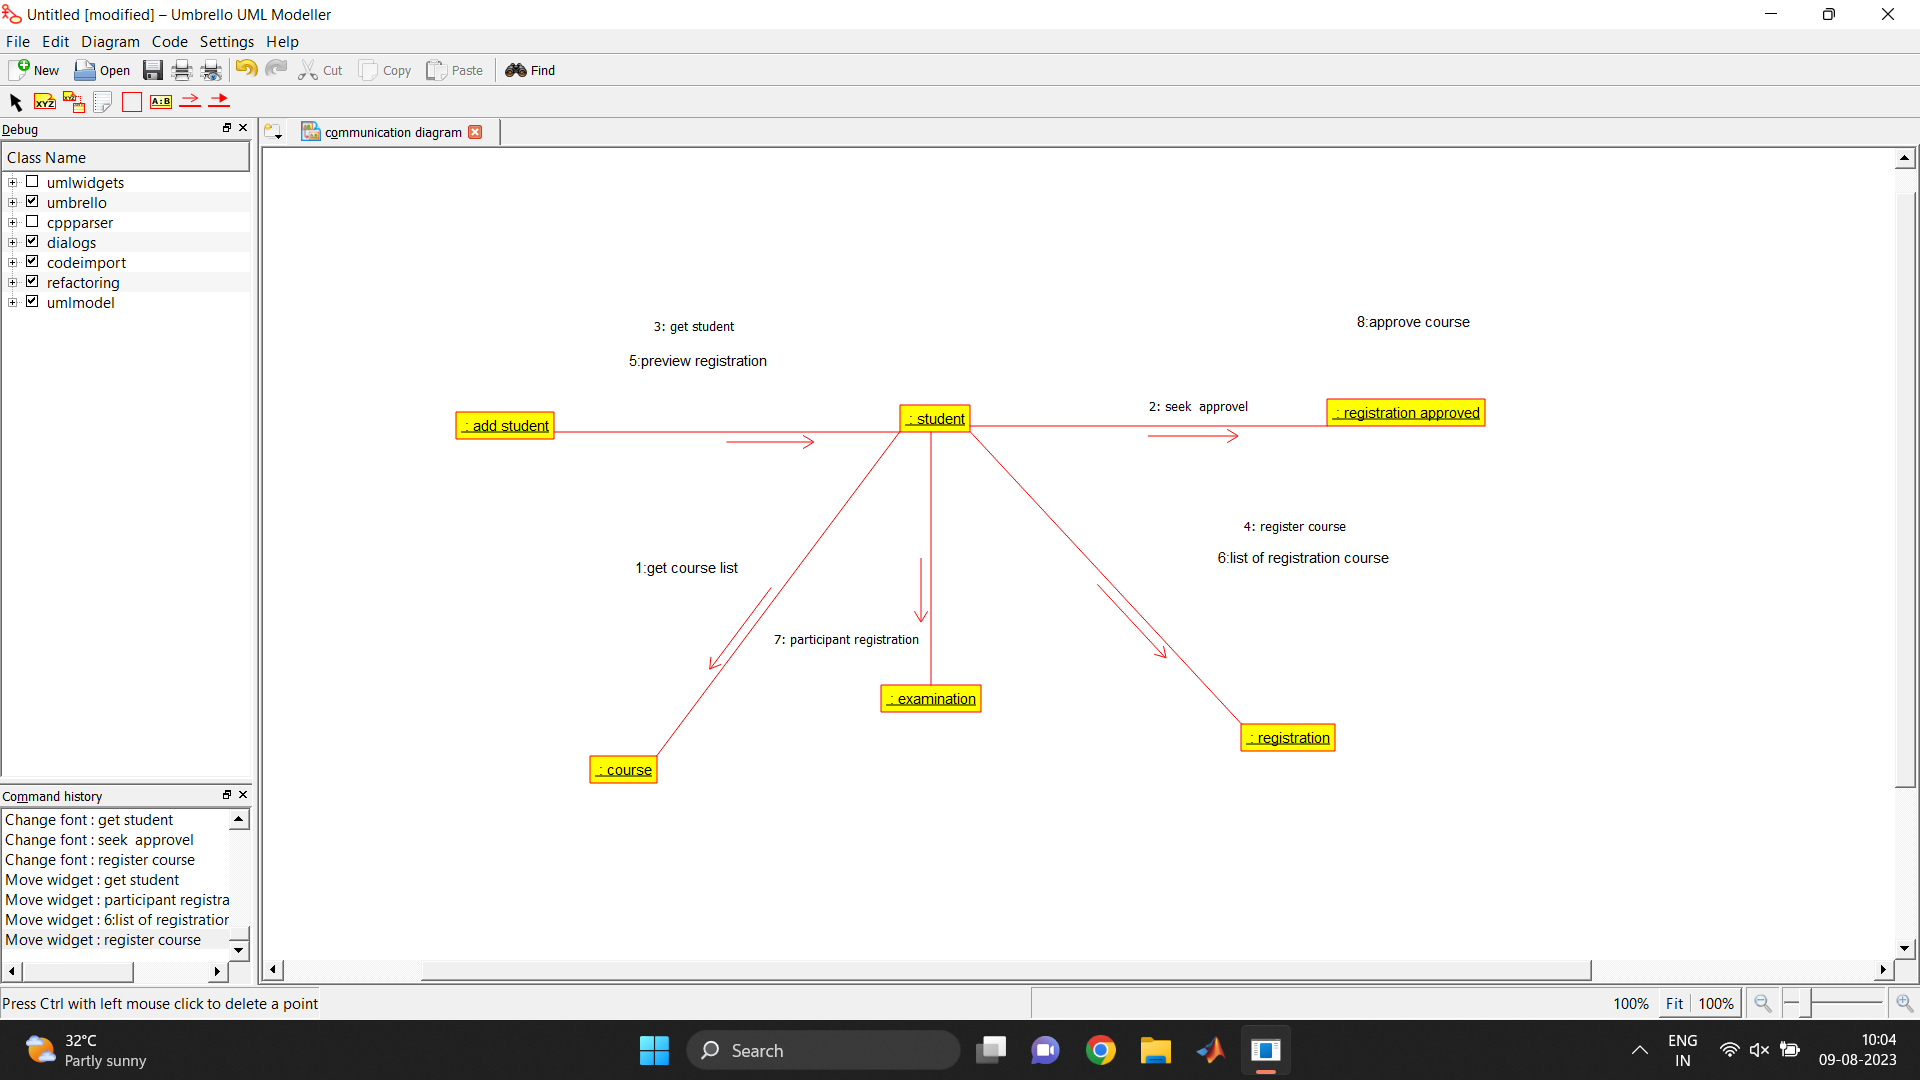 Untitled [modified] – Umbrello UML Modeller
File Edit Diagram Code Settings Help
New Open Cut Copy Paste Find
XYZ A:B
Debug
communication diagram
Class Name
umlwidgets
umbrello
cppparser
dialogs
codeimport
refactoring
umlmodel
3: get student
8:approve course
5:preview registration
2: seek  approvel
: add student
: student
: registration approved
4: register course
6:list of registration course
1:get course list
7: participant registration
: examination
: registration
: course
Command history
Change font : get student
Change font : seek  approvel
Change font : register course
Move widget : get student
Move widget : participant registra
Move widget : 6:list of registration
Move widget : register course
Press Ctrl with left mouse click to delete a point
100% Fit 100%
32°C
Partly sunny
Search
ENG
IN
10:04
09-08-2023